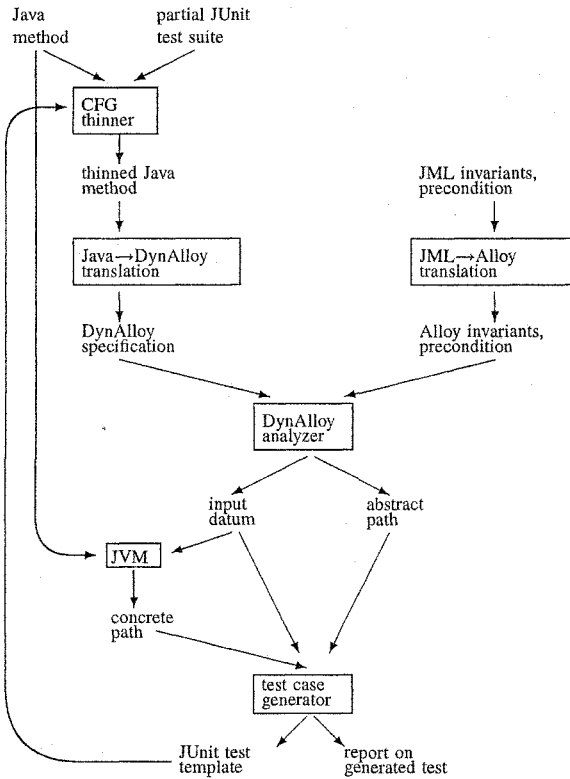 Java
method
partial JUnit
test suite
CFG
thinner
thinned Java
method
JML invariants,
precondition
Java→DynAlloy
translation
JML→Alloy
translation
DynAlloy
specification
Alloy invariants,
precondition
DynAlloy
analyzer
input
datum
abstract
path
JVM
concrete
path
test case
generator
JUnit test
template
report on
generated test